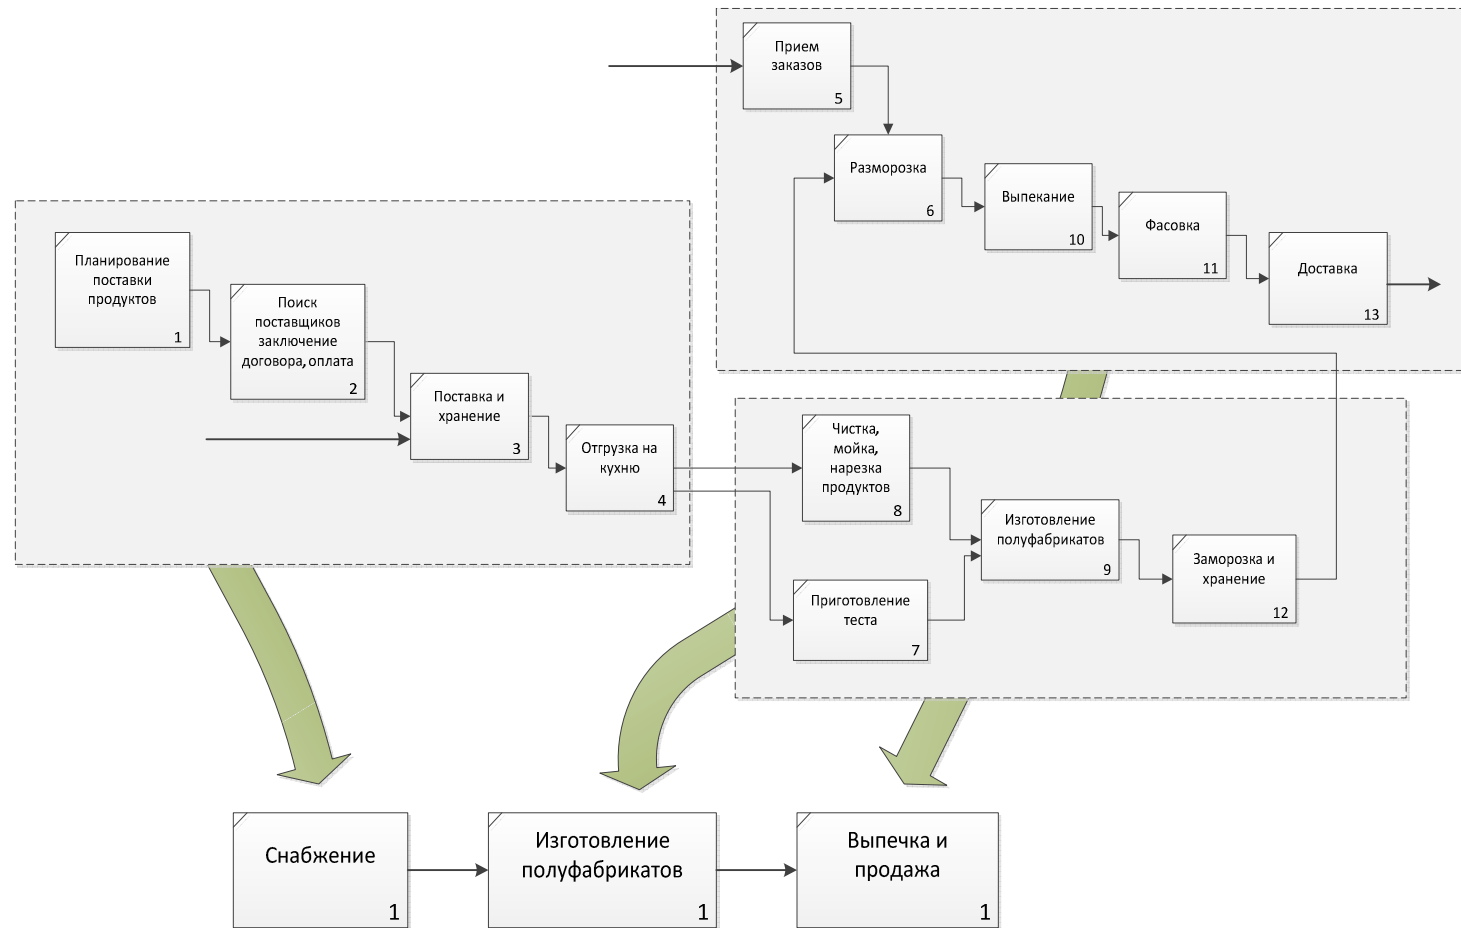 Прием
заказов
5
Разморозка
6
Выпекание
10
Фасовка
11
Доставка
13
Планирование
поставки
продуктов
1
Поиск
поставщиков
заключение
договора, оплата
2
Поставка и
хранение
3
Отгрузка на
кухню
4
Чистка,
мойка,
нарезка
продуктов
8
Приготовление
теста
7
Изготовление
полуфабрикатов
9
Заморозка и
хранение
12
Снабжение
1
Изготовление
полуфабрикатов
1
Выпечка и
продажа
1